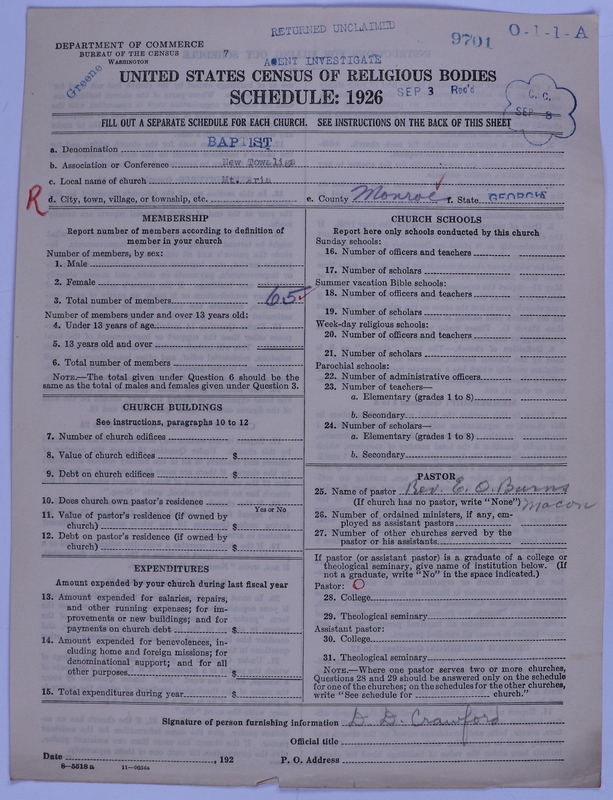 RETURNED UNCLAIMED
DEPARTMENT OF COMMERCE
BUREAU OF THE CENSUS
WASHINGTON
7
9701
O-1-1-A
Greene
AGENT INVESTIGATE
UNITED STATES CENSUS OF RELIGIOUS BODIES
SCHEDULE: 1926
SEP 3 Rec'd
C. C.
SEP 8
FILL OUT A SEPARATE SCHEDULE FOR EACH CHURCH. SEE INSTRUCTIONS ON THE BACK OF THIS SHEET
a. Denomination BAPTIST
b. Association or Conference New
c. Local name of church Mt.
R d. City, town, village, or township, etc. e. County Monroe f. State GEORGIA
MEMBERSHIP
Report number of members according to definition of
member in your church
Number of members, by sex:
1. Male
2. Female
3. Total number of members 65
Number of members under and over 13 years old:
4. Under 13 years of age
5. 13 years old and over
6. Total number of members
NOTE.—The total given under Question 6 should be the
same as the total of males and females given under Question 3.
CHURCH BUILDINGS
See instructions, paragraphs 10 to 12
7. Number of church edifices
8. Value of church edifices $
9. Debt on church edifices $
10. Does church own pastor's residence
Yes or No
11. Value of pastor's residence (if owned by
church) $
12. Debt on pastor's residence (if owned by
church) $
EXPENDITURES
Amount expended by your church during last fiscal year
13. Amount expended for salaries, repairs,
and other running expenses; for im-
provements or new buildings; and for
payments on church debt $
14. Amount expended for benevolences, in-
cluding home and foreign missions; for
denominational support; and for all
other purposes $
15. Total expenditures during year $
CHURCH SCHOOLS
Report here only schools conducted by this church
Sunday schools:
16. Number of officers and teachers
17. Number of scholars
Summer vacation Bible schools:
18. Number of officers and teachers
19. Number of scholars
Week-day religious schools:
20. Number of officers and teachers
21. Number of scholars
Parochial schools:
22. Number of administrative officers
23. Number of teachers—
a. Elementary (grades 1 to 8)
b. Secondary
24. Number of scholars—
a. Elementary (grades 1 to 8)
b. Secondary
PASTOR
25. Name of pastor Rev. E. O. Burns
(If church has no pastor, write "None") Macon
26. Number of ordained ministers, if any, em-
ployed as assistant pastors
27. Number of other churches served by the
pastor or his assistants
If pastor (or assistant pastor) is a graduate of a college or
theological seminary, give name of institution below. (If
not a graduate, write "No" in the space indicated.)
Pastor: O
28. College
29. Theological seminary
Assistant pastor:
30. College
31. Theological seminary
NOTE.—Where one pastor serves two or more churches,
Questions 28 and 29 should be answered only on the schedule
for one of the churches; on the schedules for the other churches,
write "See schedule for church."
Signature of person furnishing information D. D. Crawford
Official title
Date , 192 P. O. Address
8—5518 a 11—9034a